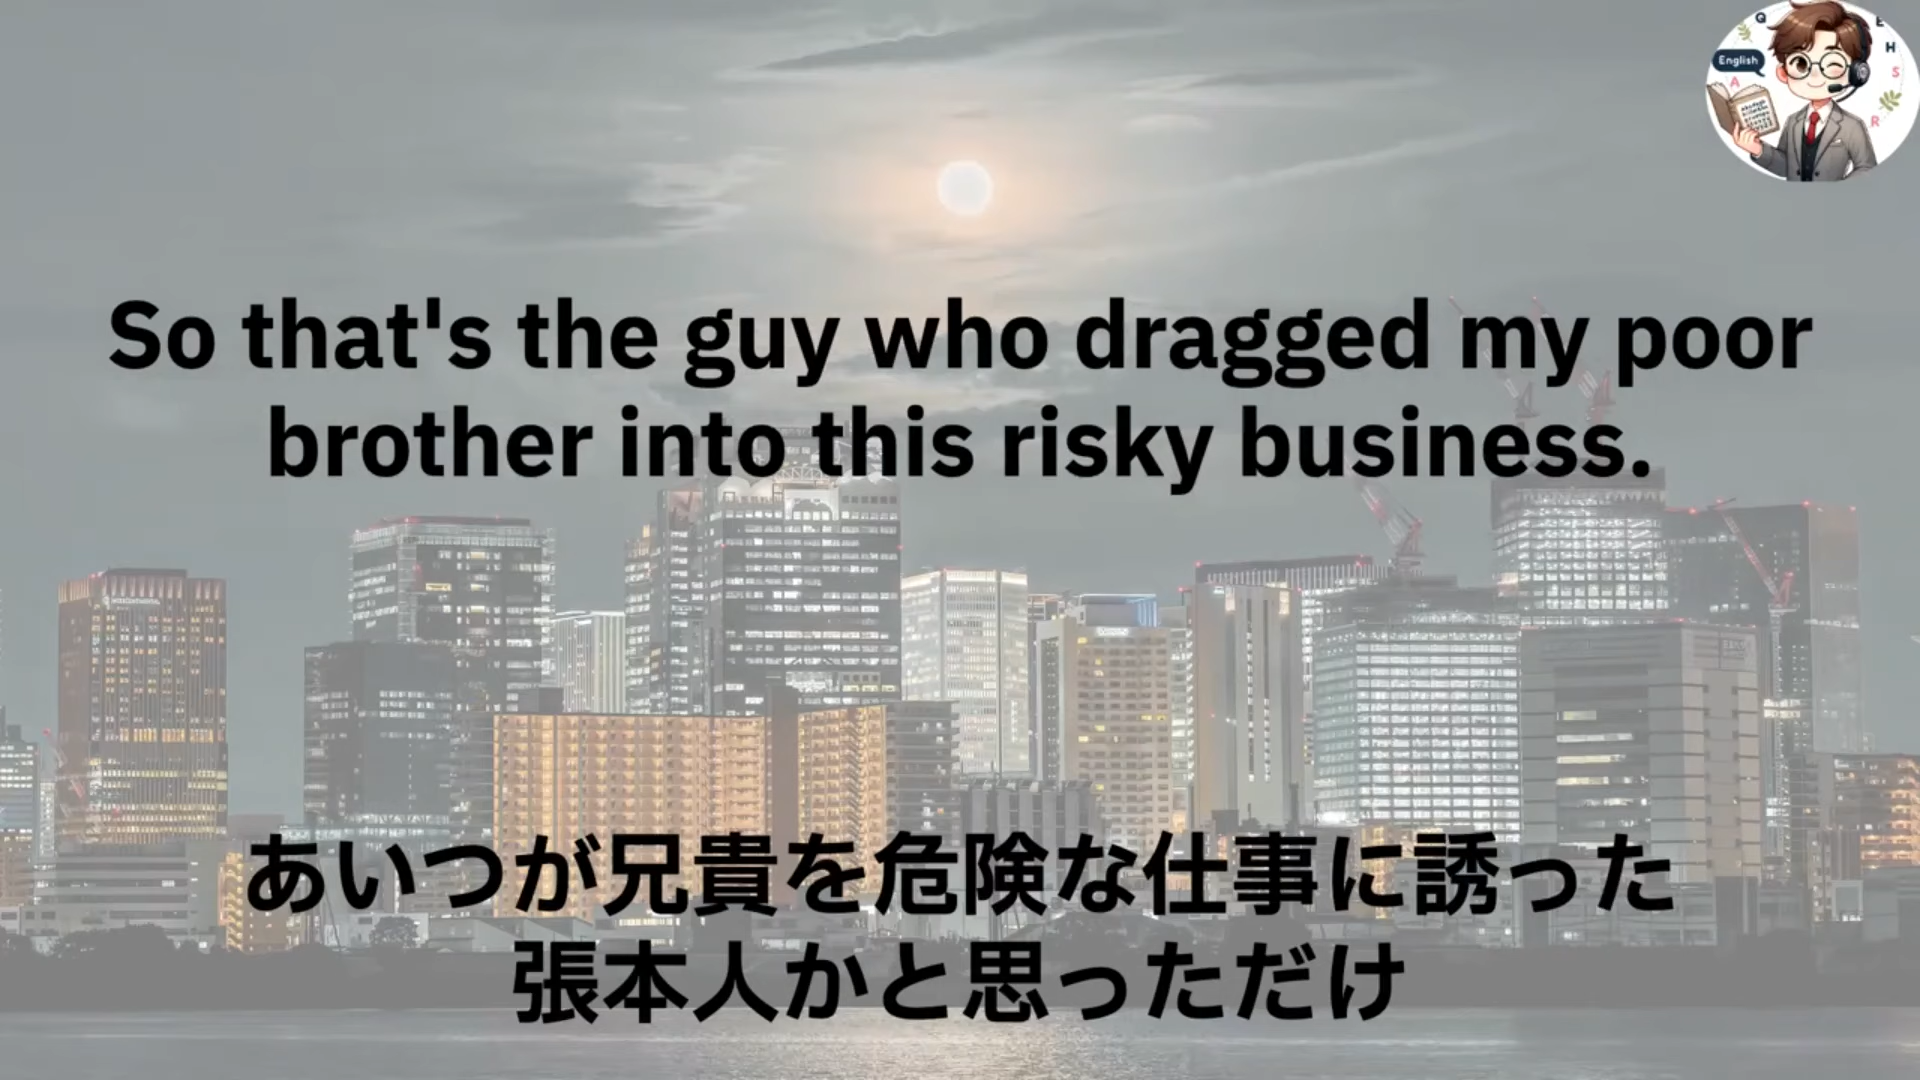 English
So that's the guy who dragged my poor
brother into this risky business.
あいつが兄貴を危険な仕事に誘った
張本人かと思っただけ